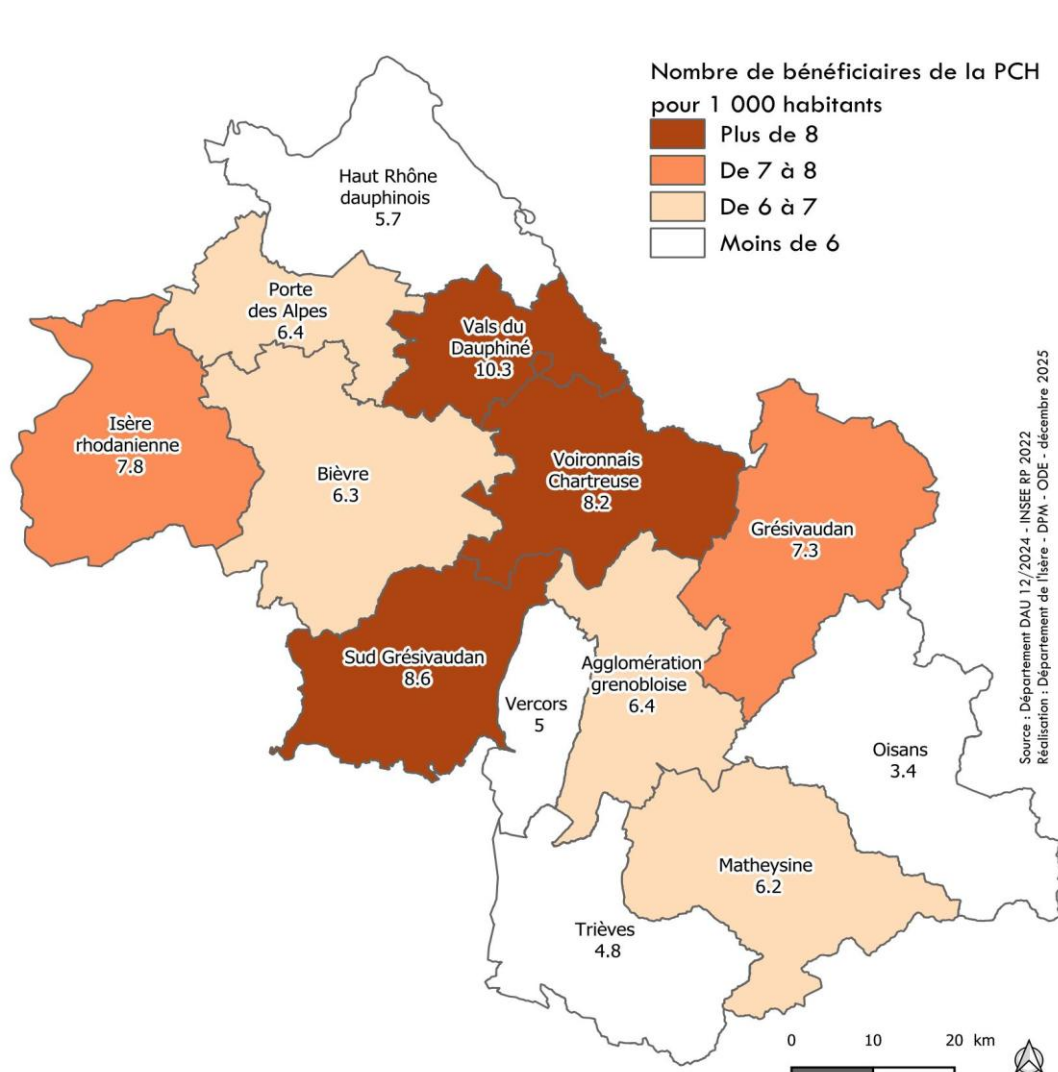 Nombre de bénéficiaires de la PCH
pour 1 000 habitants
Plus de 8
De 7 à 8
De 6 à 7
Moins de 6
Haut Rhône
dauphinois
5.7
Porte
des Alpes
6.4
Vals du
Dauphiné
10.3
Isère
rhodanienne
7.8
Bièvre
6.3
Voironnais
Chartreuse
8.2
Grésivaudan
7.3
Sud Grésivaudan
8.6
Vercors
5
Agglomération
grenobloise
6.4
Oisans
3.4
Matheysine
6.2
Trièves
4.8
Source : Département DAU 12/2024 - INSEE RP 2022
Réalisation : Département de l'Isère - DPM - ODE - décembre 2025
0 10 20 km